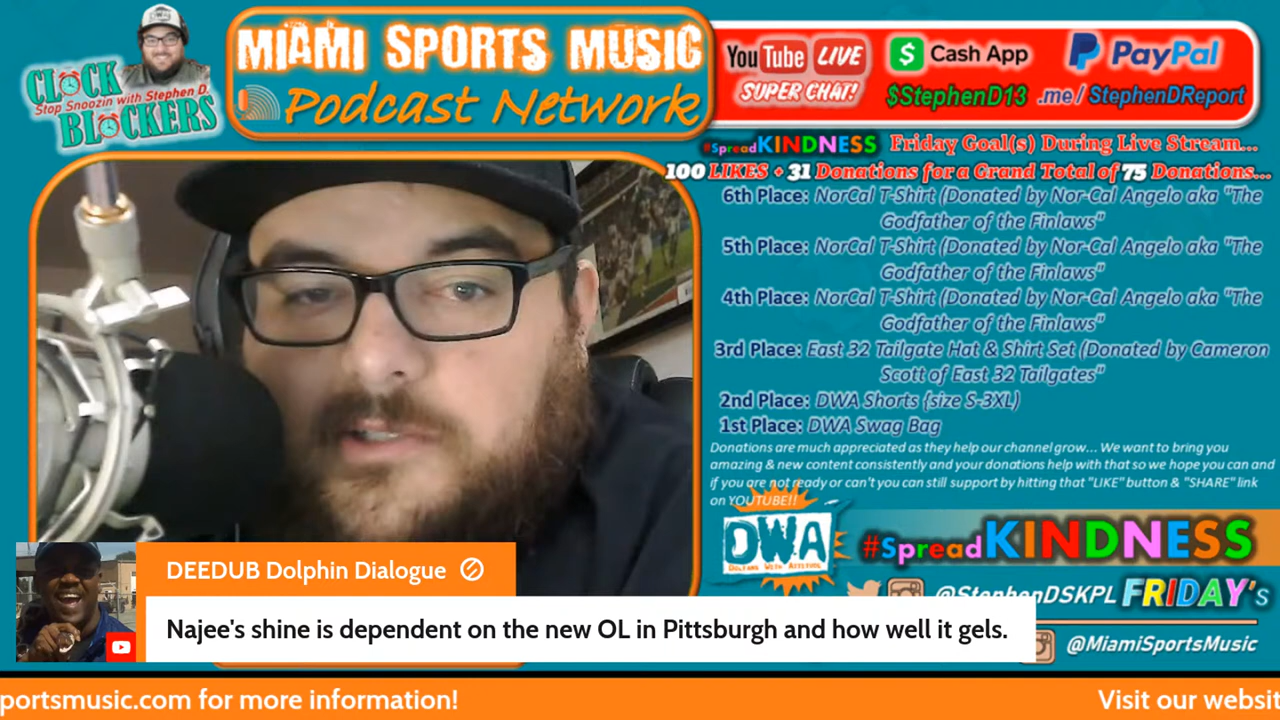 DWA
CLOCK
Stop Snoozin with Stephen D.
BLOCKERS
MIAMI SPORTS MUSIC
Podcast Network
YouTube LIVE
SUPER CHAT!
$ Cash App
$StephenD13
PayPal
.me/StephenDReport
#SpreadKINDNESS Friday Goal(s) During Live Stream...
100 LIKES + 31 Donations for a Grand Total of 75 Donations...
6th Place: NorCal T-Shirt (Donated by Nor-Cal Angelo aka "The
Godfather of the Finlaws"
5th Place: NorCal T-Shirt (Donated by Nor-Cal Angelo aka "The
Godfather of the Finlaws"
4th Place: NorCal T-Shirt (Donated by Nor-Cal Angelo aka "The
Godfather of the Finlaws"
3rd Place: East 32 Tailgate Hat & Shirt Set (Donated by Cameron
Scott of East 32 Tailgates"
2nd Place: DWA Shorts {size S-3XL)
1st Place: DWA Swag Bag
Donations are much appreciated as they help our channel grow... We want to bring you
amazing & new content consistently and your donations help with that so we hope you can and
if you are not ready or can't you can still support by hitting that "LIKE" button & "SHARE" link
on YOUTUBE!!
DWA
DOLFANS WITH ATTITUDE
#SpreadKINDNESS
@StephenDSKPL FRIDAY's
@MiamiSportsMusic
DEEDUB Dolphin Dialogue
Najee's shine is dependent on the new OL in Pittsburgh and how well it gels.
portsmusic.com for more information!
Visit our websit